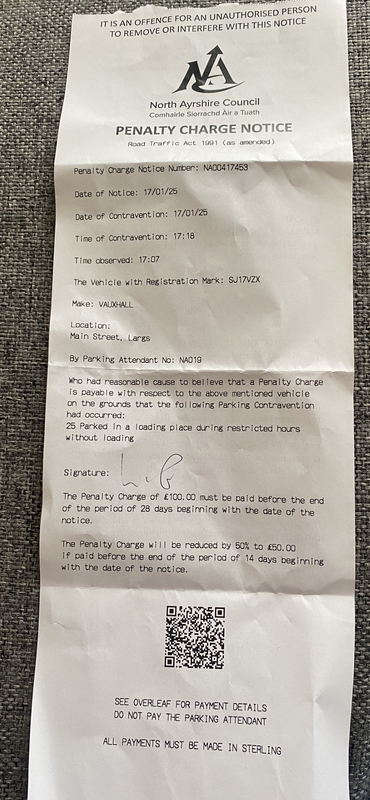 IT IS AN OFFENCE FOR AN UNAUTHORISED PERSON
TO REMOVE OR INTERFERE WITH THIS NOTICE
NA
North Ayrshire Council
Comhairle Siorrachd Àir a Tuath
PENALTY CHARGE NOTICE
Road Traffic Act 1991 (as amended)
Penalty Charge Notice Number: NA00417453
Date of Notice: 17/01/25
Date of Contravention: 17/01/25
Time of Contravention: 17:18
Time observed: 17:07
The Vehicle with Registration Mark: SJ17VZX
Make: VAUXHALL
Location:
Main Street, Largs
By Parking Attendant No: NA019
Who had reasonable cause to believe that a Penalty Charge
is payable with respect to the above mentioned vehicle
on the grounds that the following Parking Contravention
had occurred:
25 Parked in a loading place during restricted hours
without loading
Signature:
The Penalty Charge of £100.00 must be paid before the end
of the period of 28 days beginning with the date of the
notice.
The Penalty Charge will be reduced by 50% to £50.00
if paid before the end of the period of 14 days beginning
with the date of the notice.
SEE OVERLEAF FOR PAYMENT DETAILS
DO NOT PAY THE PARKING ATTENDANT
ALL PAYMENTS MUST BE MADE IN STERLING